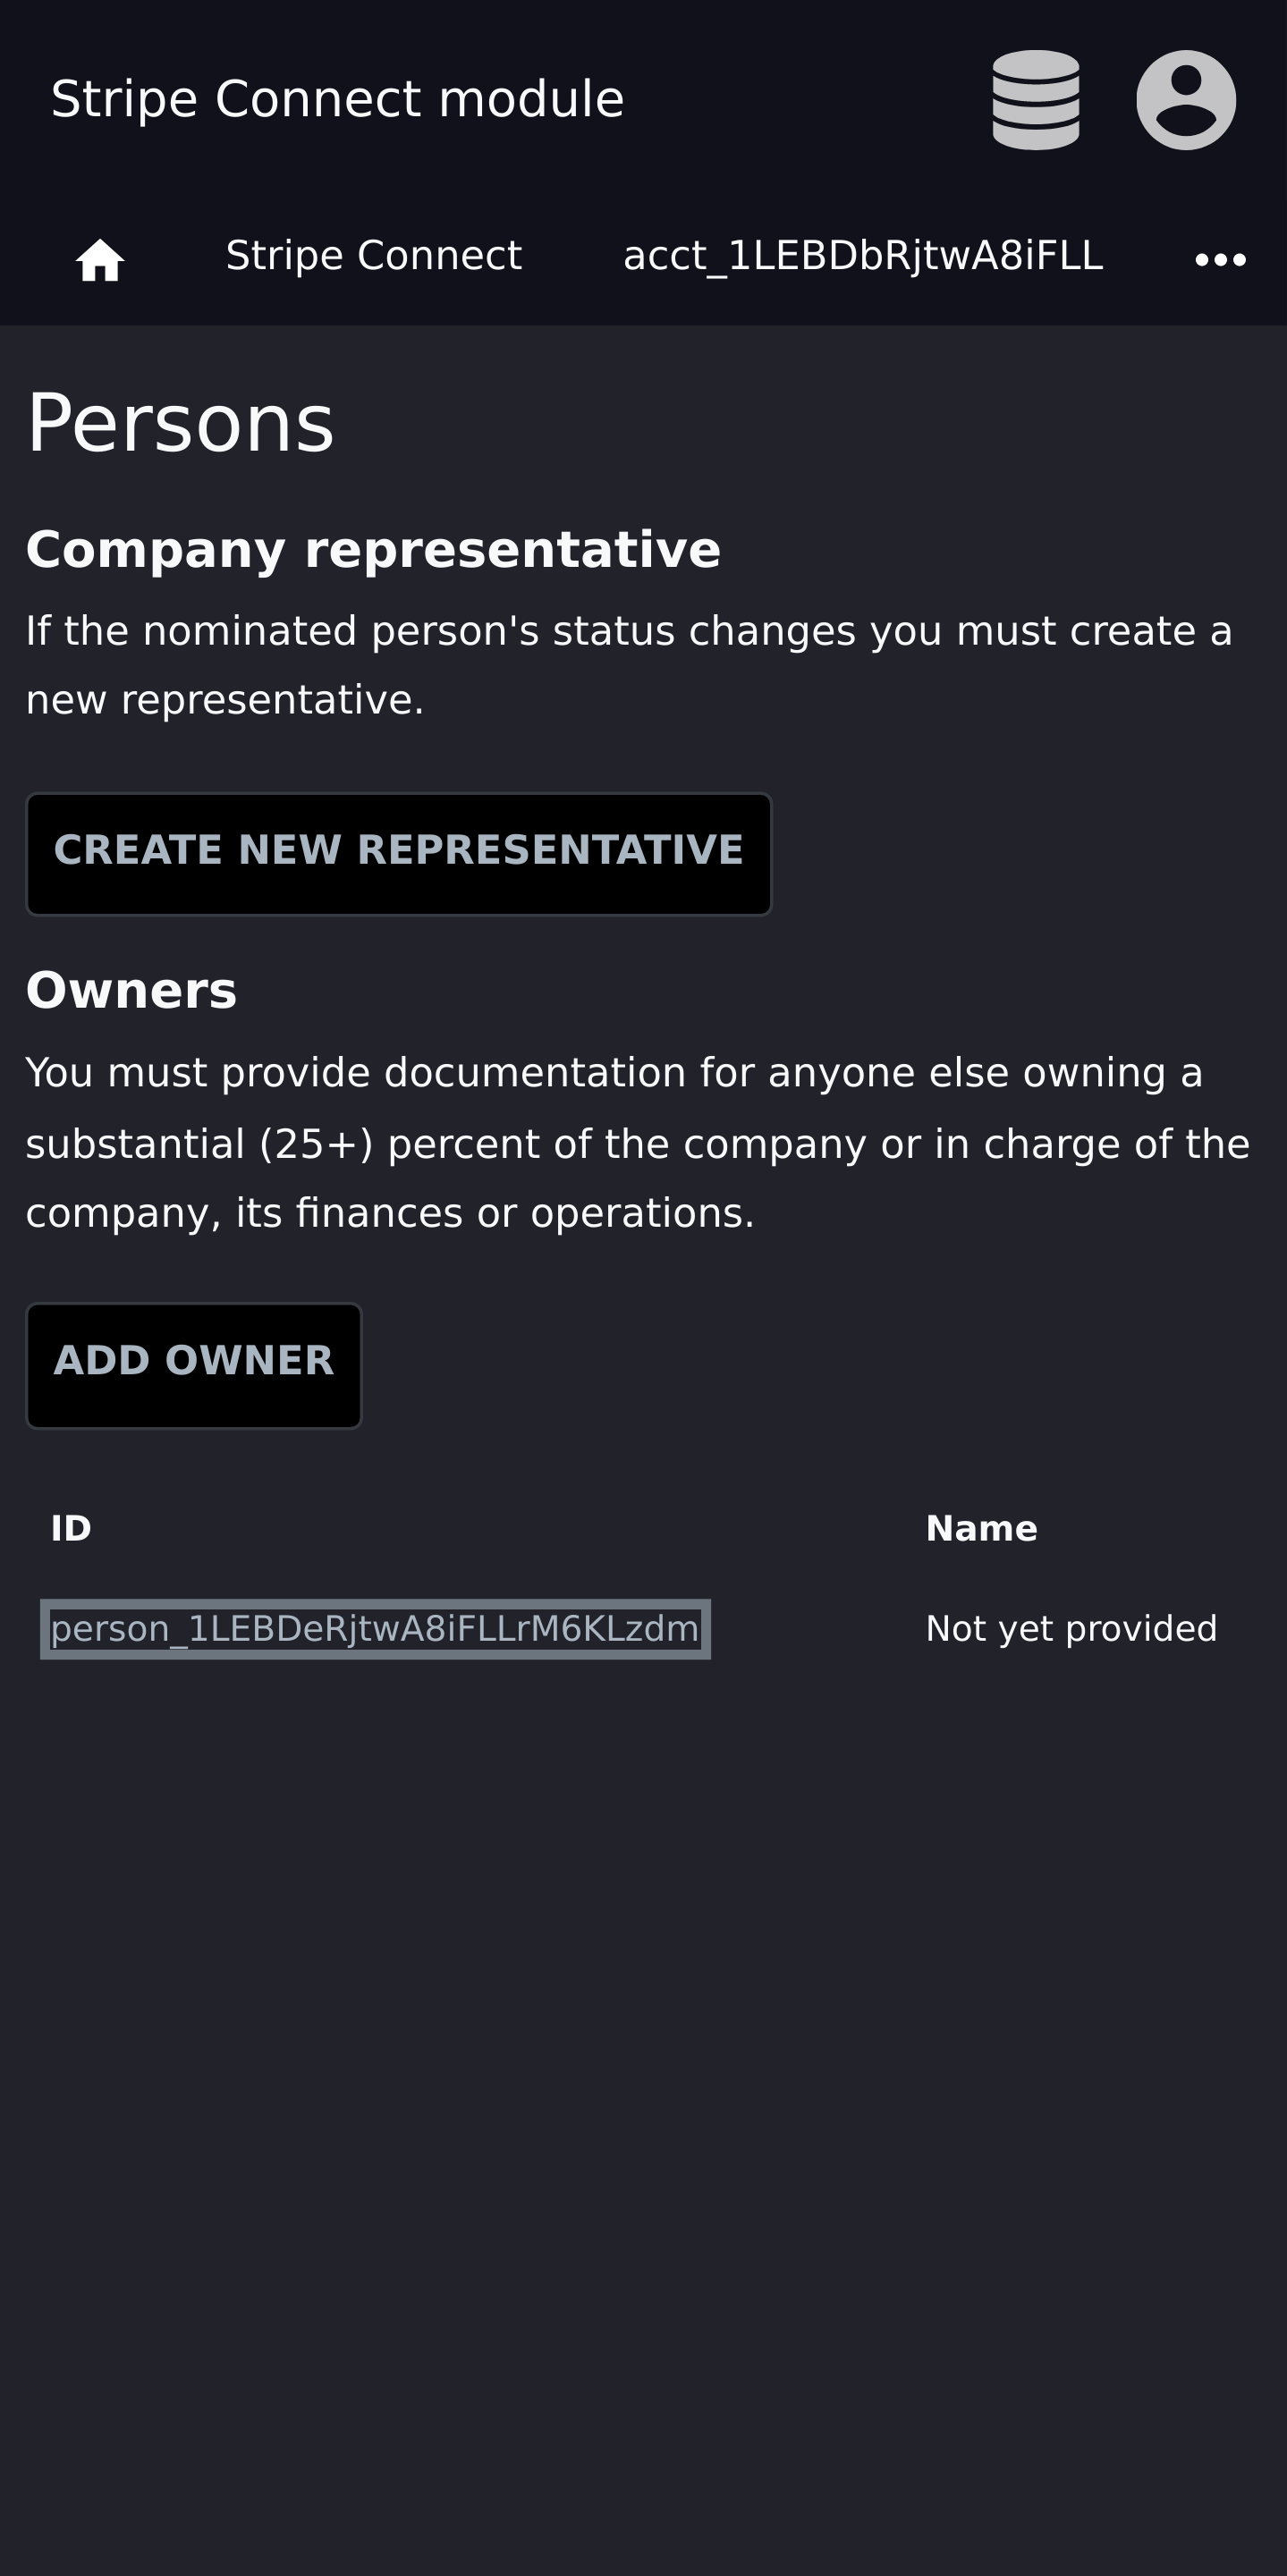 Stripe Connect module
Stripe Connect acct_1LEBDbRjtwA8iFLL
Persons
Company representative
If the nominated person's status changes you must create a
new representative.
CREATE NEW REPRESENTATIVE
Owners
You must provide documentation for anyone else owning a
substantial (25+) percent of the company or in charge of the
company, its finances or operations.
ADD OWNER
ID Name
person_1LEBDeRjtwA8iFLLrM6KLzdm Not yet provided